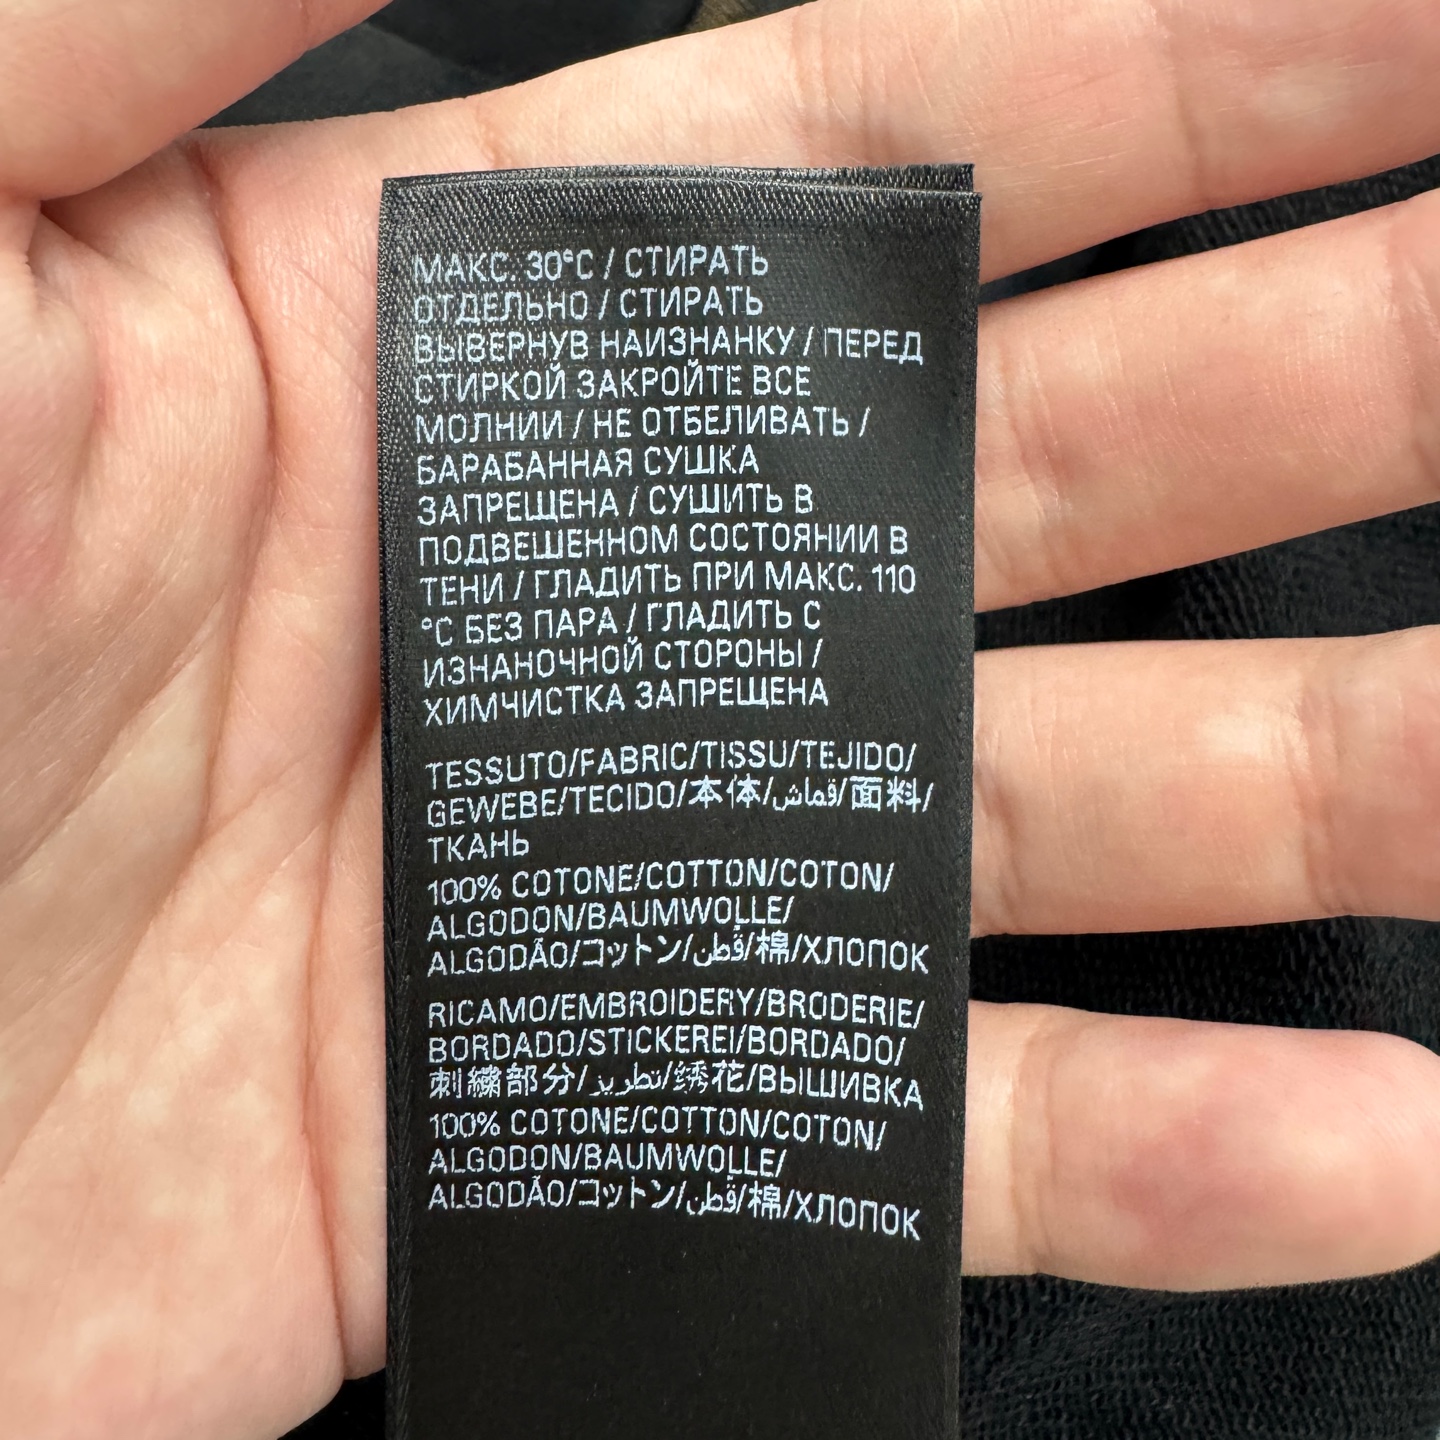 МАКС. 30°C / СТИРАТЬ
ОТДЕЛЬНО / СТИРАТЬ
ВЫВЕРНУВ НАИЗНАНКУ / ПЕРЕД
СТИРКОЙ ЗАКРОЙТЕ ВСЕ
МОЛНИИ / НЕ ОТБЕЛИВАТЬ /
БАРАБАННАЯ СУШКА
ЗАПРЕЩЕНА / СУШИТЬ В
ПОДВЕШЕННОМ СОСТОЯНИИ В
ТЕНИ / ГЛАДИТЬ ПРИ МАКС. 110
°C БЕЗ ПАРА / ГЛАДИТЬ С
ИЗНАНОЧНОЙ СТОРОНЫ /
ХИМЧИСТКА ЗАПРЕЩЕНА
TESSUTO/FABRIC/TISSU/TEJIDO/
GEWEBE/TECIDO/本体/قماش/面料/
ТКАНЬ
100% COTONE/COTTON/COTON/
ALGODON/BAUMWOLLE/
ALGODÃO/コットン/قطن/棉/ХЛОПОК
RICAMO/EMBROIDERY/BRODERIE/
BORDADO/STICKEREI/BORDADO/
刺繍部分/تطريز/绣花/ВЫШИВКА
100% COTONE/COTTON/COTON/
ALGODON/BAUMWOLLE/
ALGODÃO/コットン/قطن/棉/ХЛОПОК